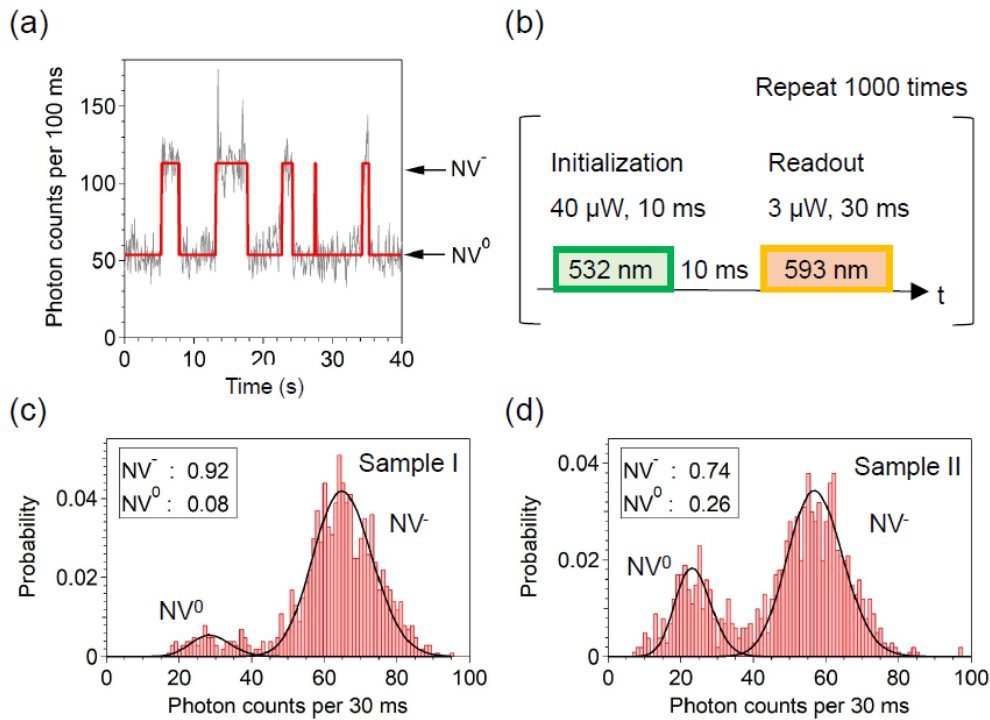 (a)
Photon counts per 100 ms
150
100
50
0
0 10 20 30 40
Time (s)
NV⁻
NV⁰
(b)
Repeat 1000 times
Initialization Readout
40 µW, 10 ms 3 µW, 30 ms
532 nm 10 ms 593 nm
t
(c)
Probability
0.04
0.02
0
NV⁻ : 0.92
NV⁰ : 0.08
Sample I
NV⁻
NV⁰
0 20 40 60 80 100
Photon counts per 30 ms
(d)
Probability
0.04
0.02
0
NV⁻ : 0.74
NV⁰ : 0.26
Sample II
NV⁻
NV⁰
0 20 40 60 80 100
Photon counts per 30 ms